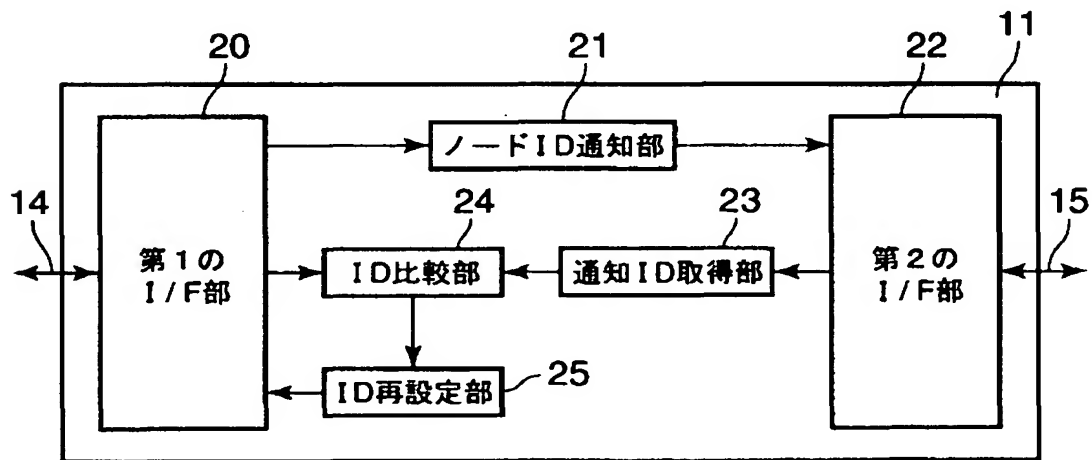 11
20
21
22
ノードID通知部
14
24
23
15
第1の
I/F部
ID比較部
通知ID取得部
第2の
I/F部
ID再設定部
25